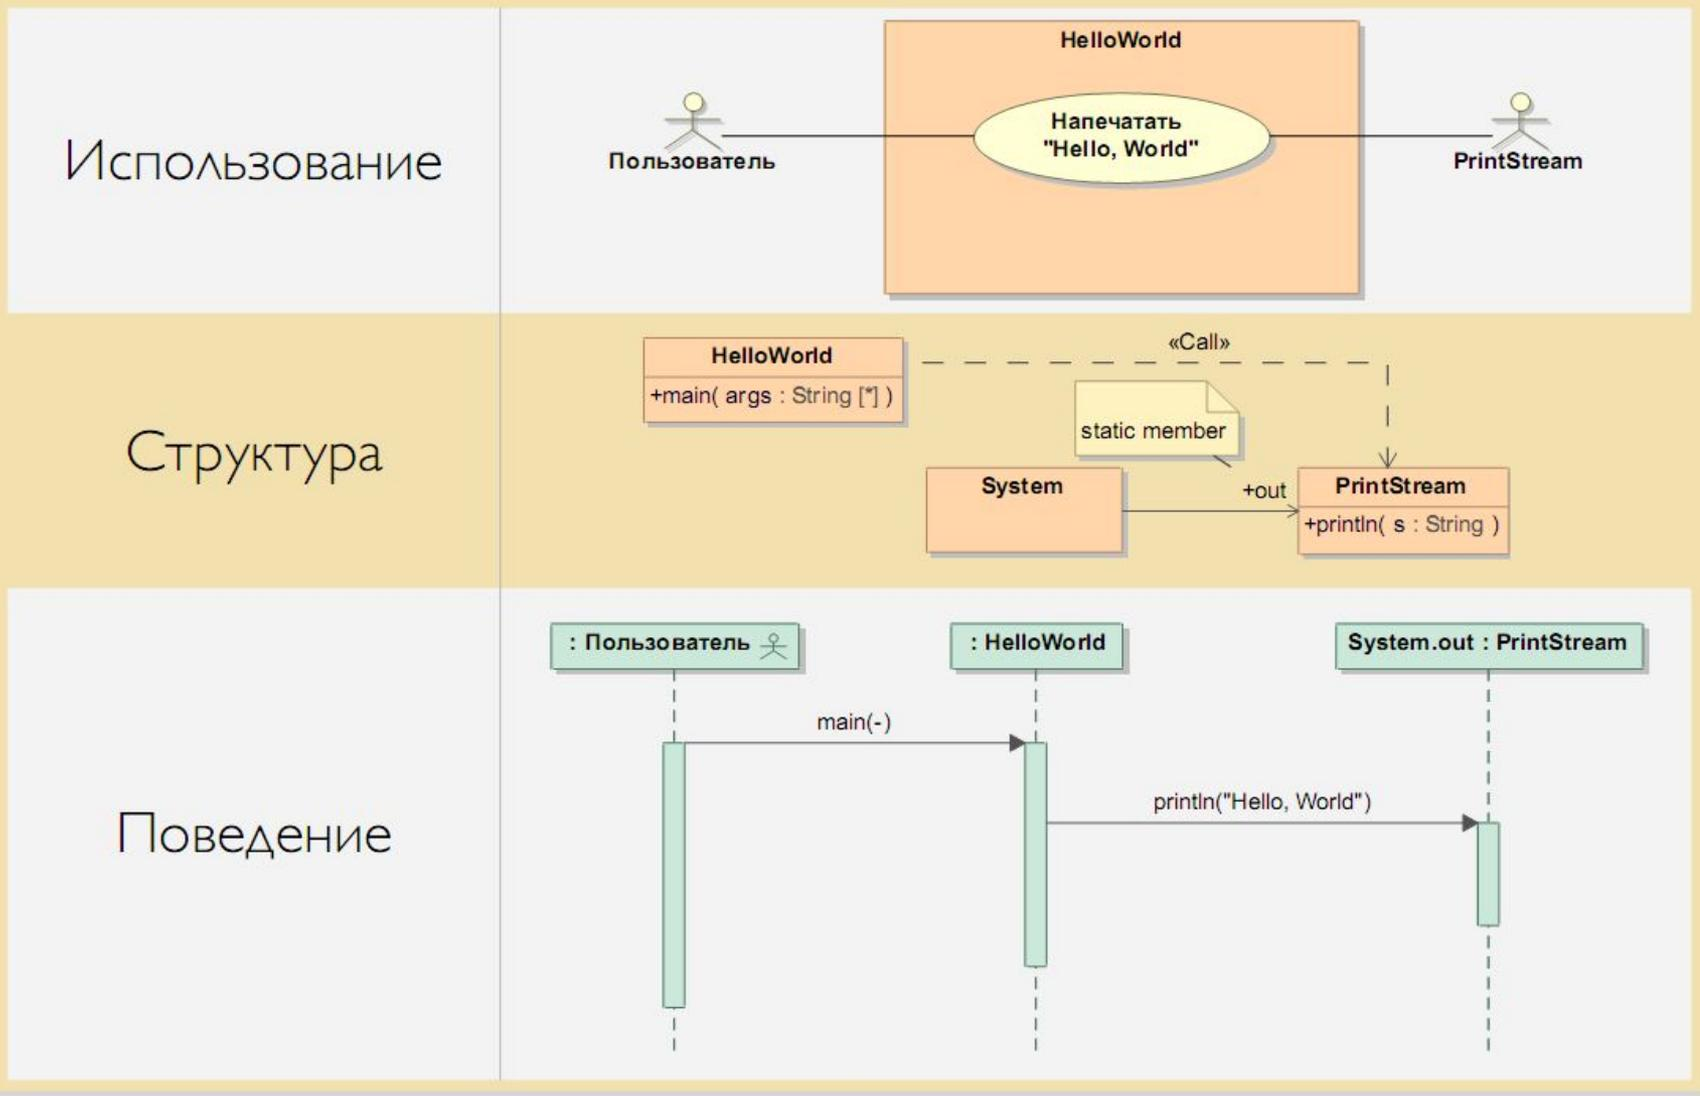 Использование
HelloWorld
Напечатать
"Hello, World"
Пользователь
PrintStream
Структура
HelloWorld
+main( args : String [*] )
«Call»
static member
System
+out
PrintStream
+println( s : String )
Поведение
: Пользователь
: HelloWorld
System.out : PrintStream
main(-)
println("Hello, World")